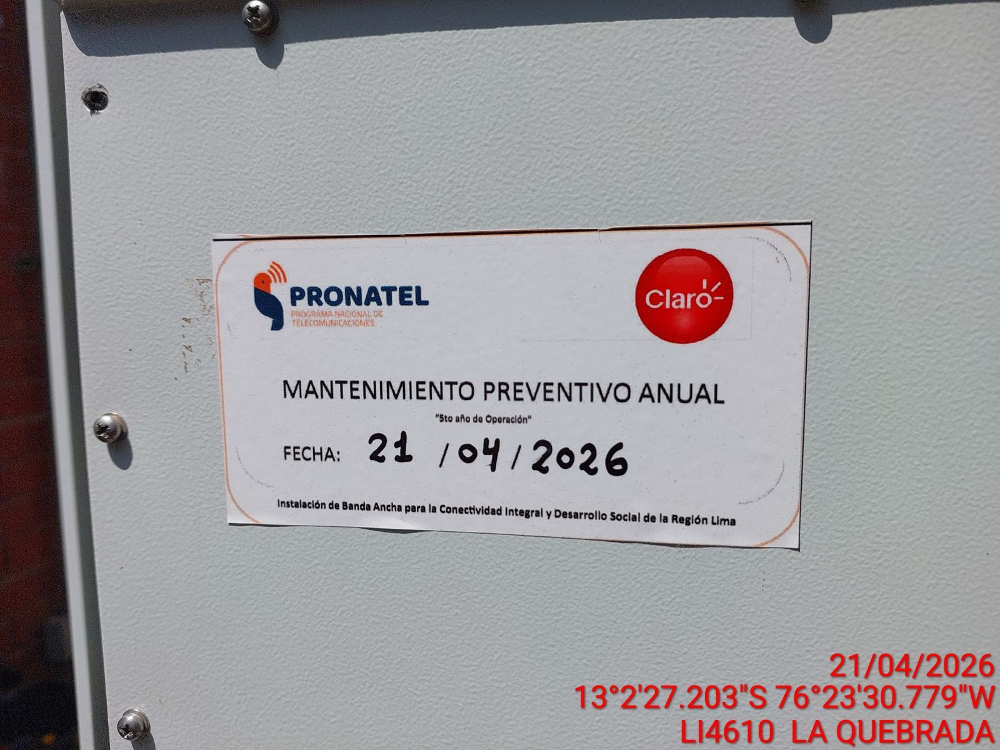 PRONATEL
PROGRAMA NACIONAL DE
TELECOMUNICACIONES
Claro
MANTENIMIENTO PREVENTIVO ANUAL
"5to año de Operación"
FECHA: 21 / 04 / 2026
Instalación de Banda Ancha para la Conectividad Integral y Desarrollo Social de la Región Lima
21/04/2026
13°2'27.203"S 76°23'30.779"W
LI4610 LA QUEBRADA